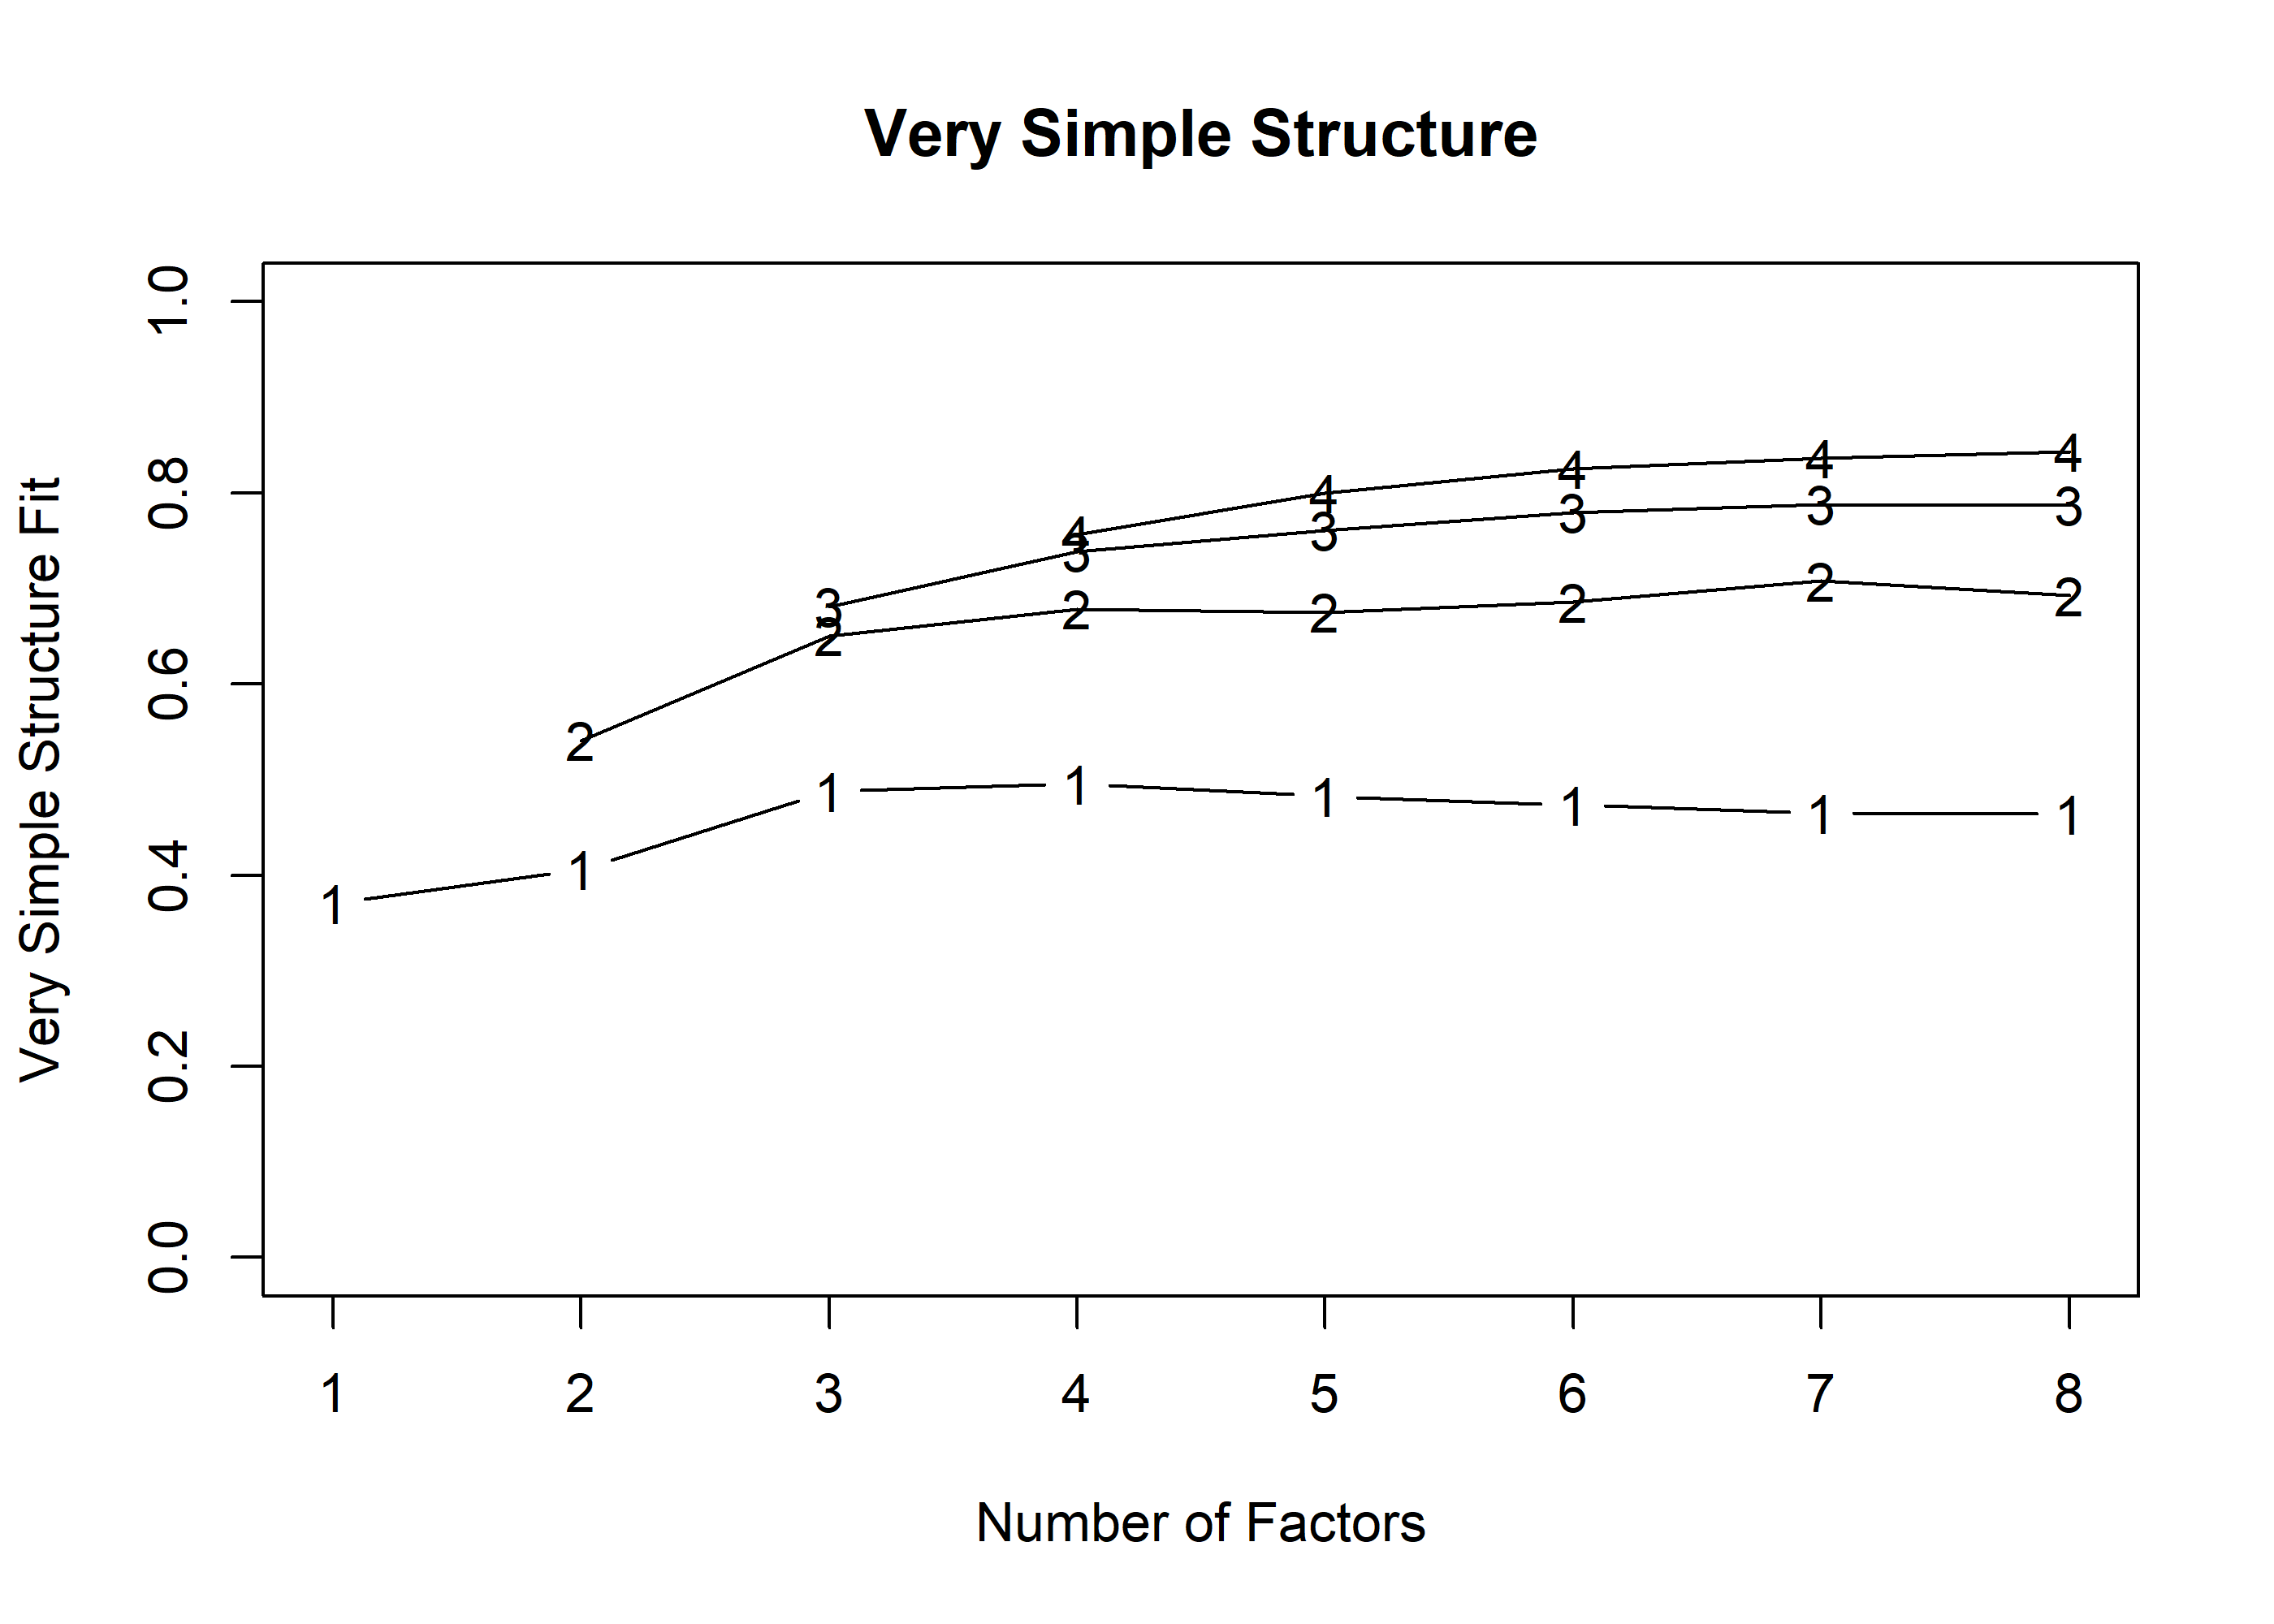 Very Simple Structure
Very Simple Structure Fit
1.0
0.8
0.6
0.4
0.2
0.0
4 4 4 4 4
3 3 3 3 3 3
2 2 2 2 2 2 2
1 1 1 1 1 1 1 1
1 2 3 4 5 6 7 8
Number of Factors